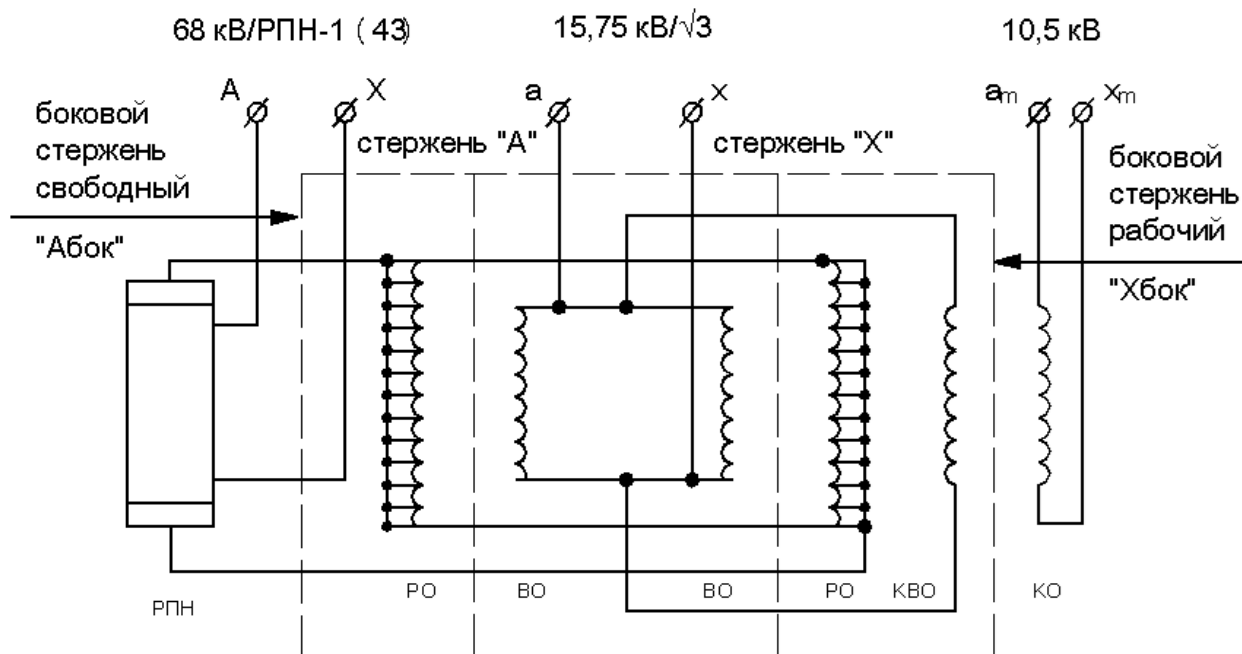 68 кВ/РПН-1 ( 43)
15,75 кВ/√3
10,5 кВ
А
Х
а
х
aₘ
xₘ
боковой
стержень
свободный
"Абок"
стержень "А"
стержень "Х"
боковой
стержень
рабочий
"Хбок"
РПН
РО
ВО
ВО
РО
КВО
КО